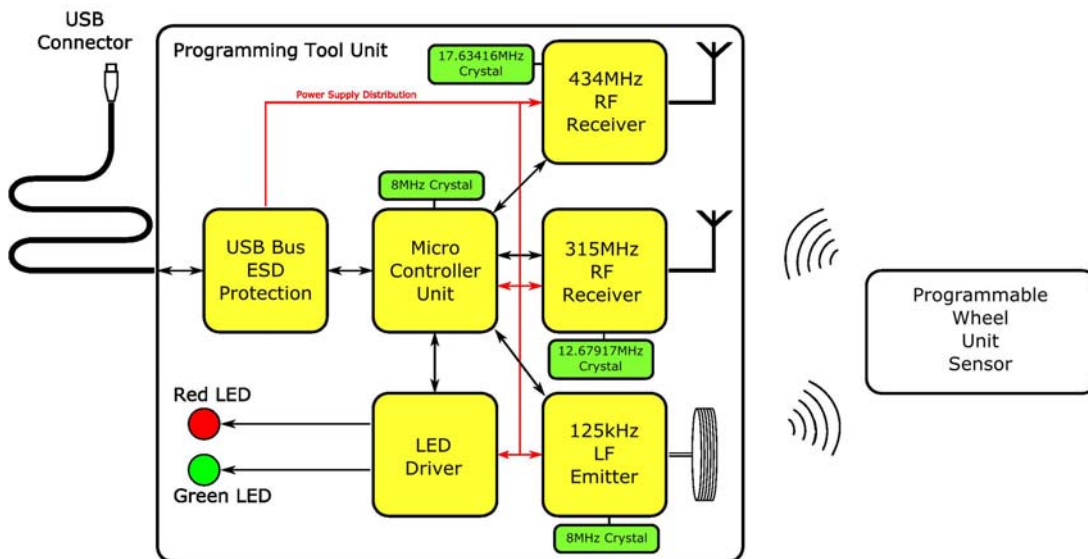 USB
Connector
Programming Tool Unit
17.63416MHz
Crystal
434MHz
RF
Receiver
Power Supply Distribution
8MHz Crystal
USB Bus
ESD
Protection
Micro
Controller
Unit
315MHz
RF
Receiver
12.67917MHz
Crystal
Programmable
Wheel
Unit
Sensor
Red LED
Green LED
LED
Driver
125kHz
LF
Emitter
8MHz Crystal